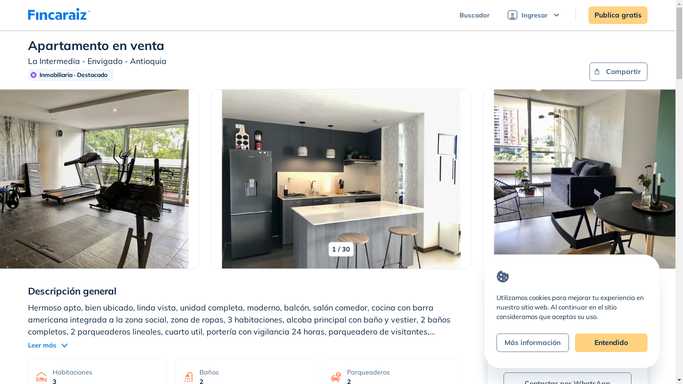 Fincaraiz
Buscador
Ingresar
Publica gratis
Apartamento en venta
La Intermedia - Envigado - Antioquia
Inmobiliaria · Destacado
Compartir
1 / 30
Descripción general
Hermoso apto, bien ubicado, linda vista, unidad completa, moderno, balcón, salón comedor, cocina con barra
americana integrada a la zona social, zona de ropas, 3 habitaciones, alcoba principal con baño y vestier, 2 baños
completos, 2 parqueaderos lineales, cuarto util, portería con vigilancia 24 horas, parqueadero de visitantes,...
Leer más
Habitaciones
3
Baños
2
Parqueaderos
2
Utilizamos cookies para mejorar tu experiencia en
nuestro sitio web. Al continuar en el sitio
consideramos que aceptas su uso.
Más información
Entendido
Contactar por WhatsApp